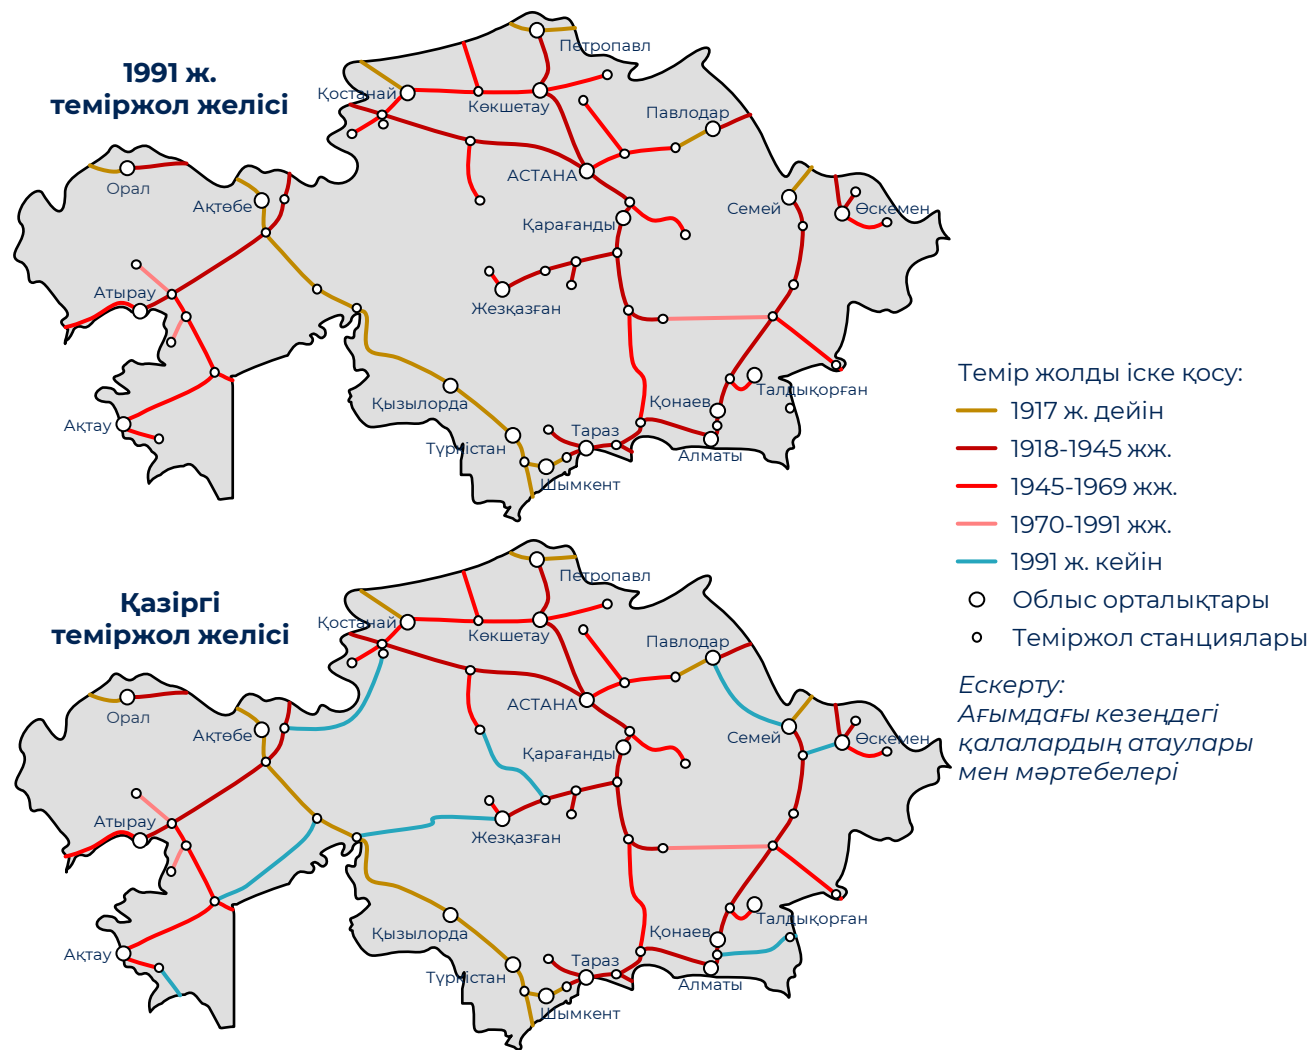 1991 ж.
теміржол желісі
Петропавл
Қостанай
Көкшетау
Павлодар
Орал
АСТАНА
Ақтөбе
Семей
Өскемен
Қарағанды
Атырау
Жезқазған
Талдықорған
Қызылорда
Қонаев
Ақтау
Тараз
Түркістан
Алматы
Шымкент
Темір жолды іске қосу:
1917 ж. дейін
1918-1945 жж.
1945-1969 жж.
1970-1991 жж.
1991 ж. кейін
Облыс орталықтары
Теміржол станциялары
Ескерту:
Ағымдағы кезеңдегі
қалалардың атаулары
мен мәртебелері
Қазіргі
теміржол желісі
Петропавл
Қостанай
Көкшетау
Павлодар
Орал
АСТАНА
Ақтөбе
Семей
Өскемен
Қарағанды
Атырау
Жезқазған
Талдықорған
Қызылорда
Қонаев
Ақтау
Тараз
Түркістан
Алматы
Шымкент